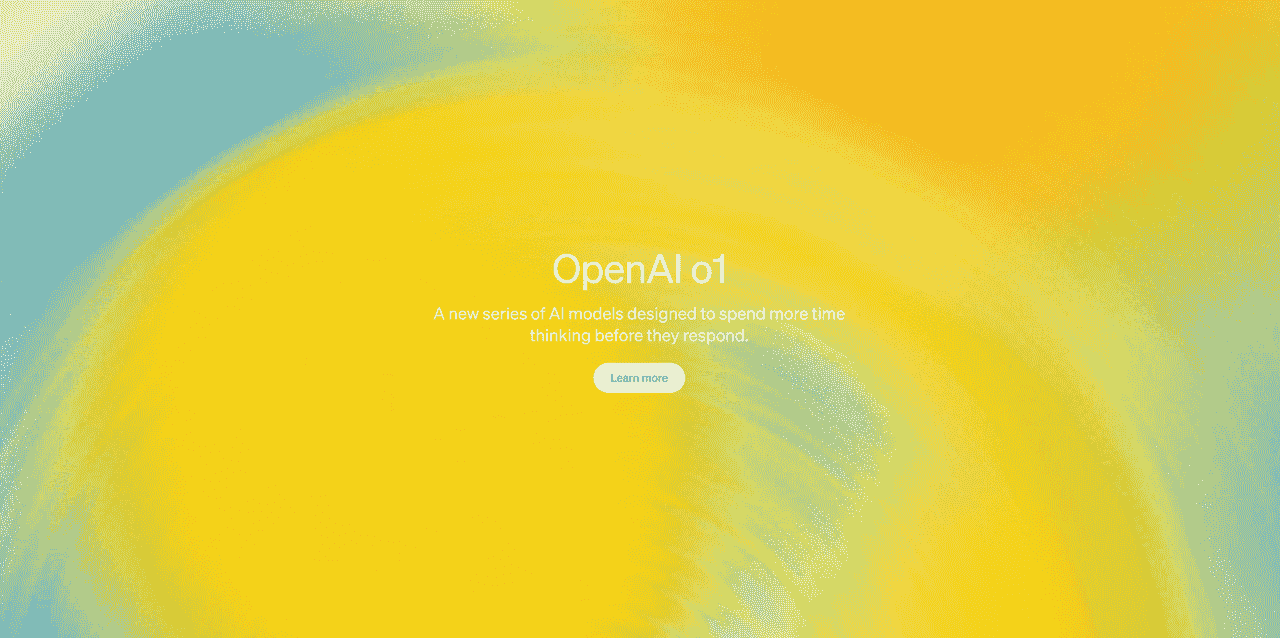 OpenAI o1
A new series of AI models designed to spend more time
thinking before they respond.
Learn more